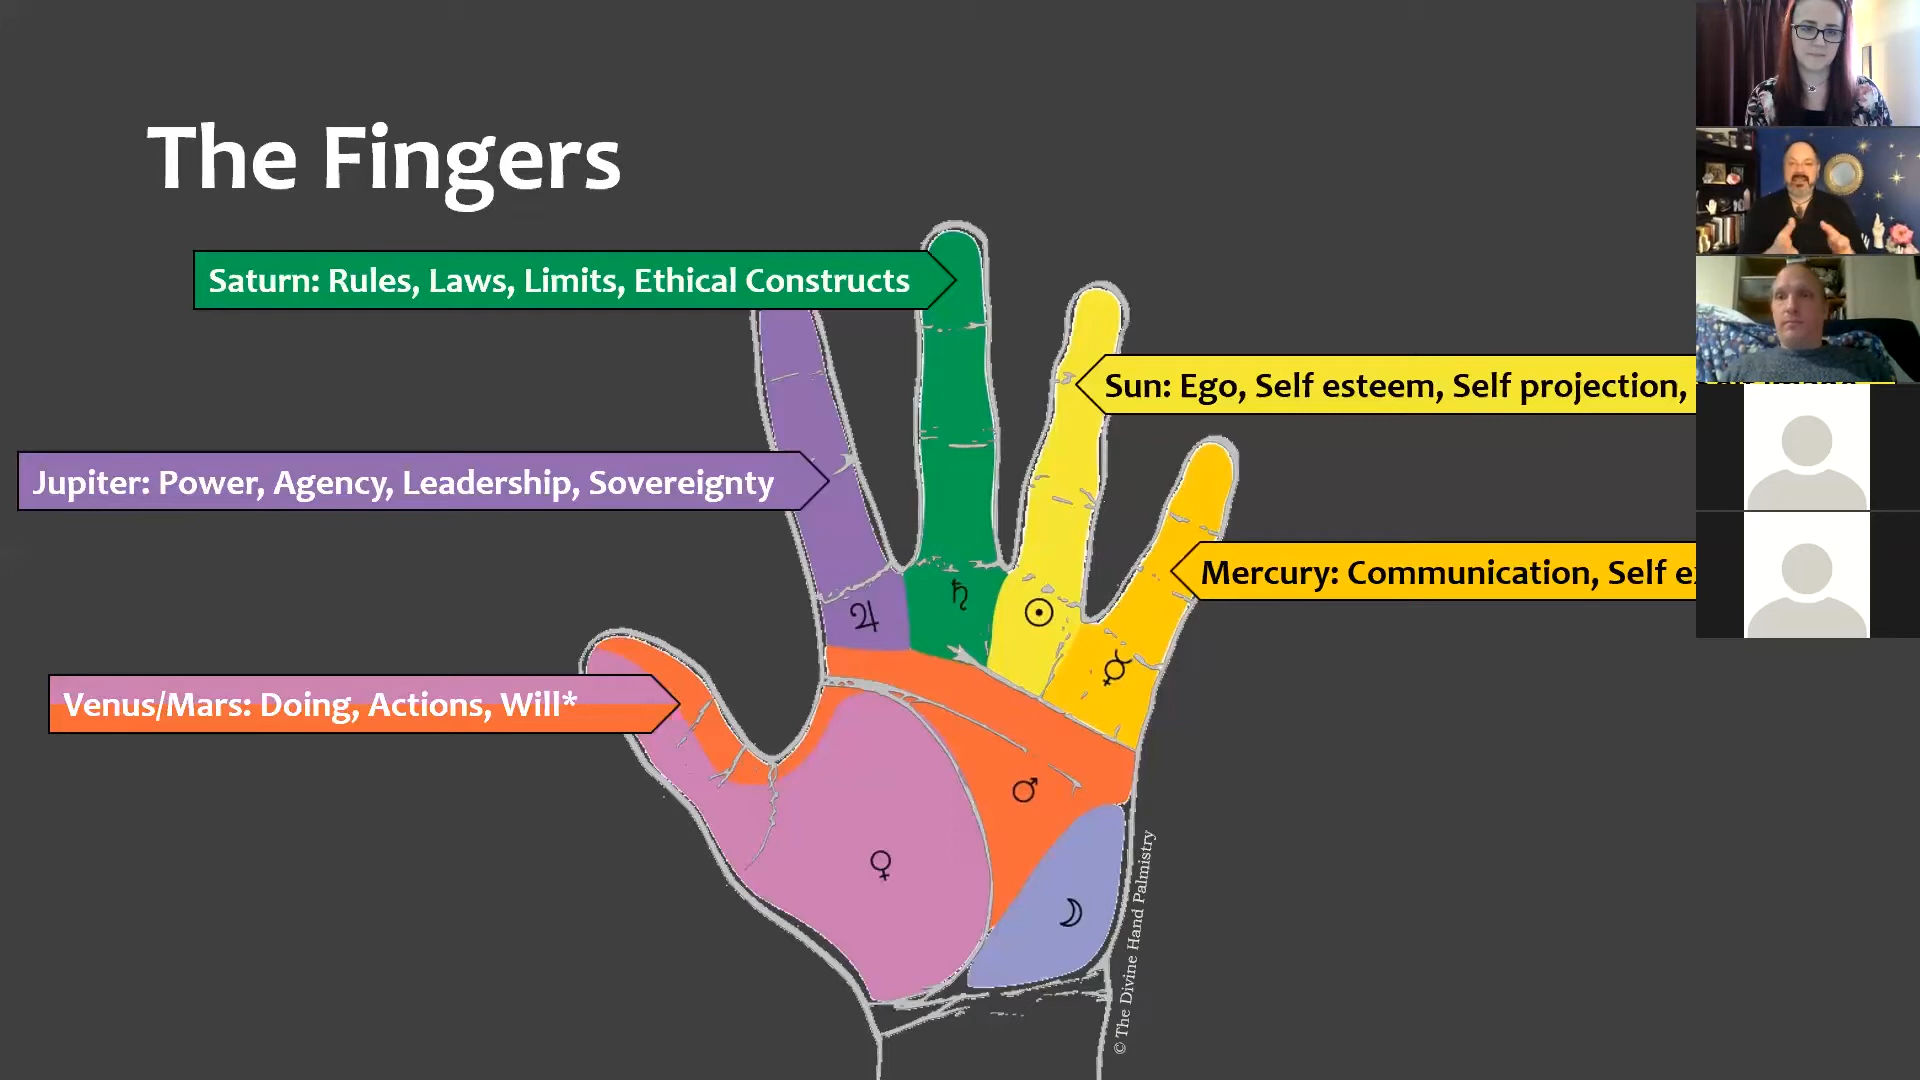 The Fingers
Saturn: Rules, Laws, Limits, Ethical Constructs
Sun: Ego, Self esteem, Self projection,
Jupiter: Power, Agency, Leadership, Sovereignty
Mercury: Communication, Self
Venus/Mars: Doing, Actions, Will*
© The Divine Hand Palmistry